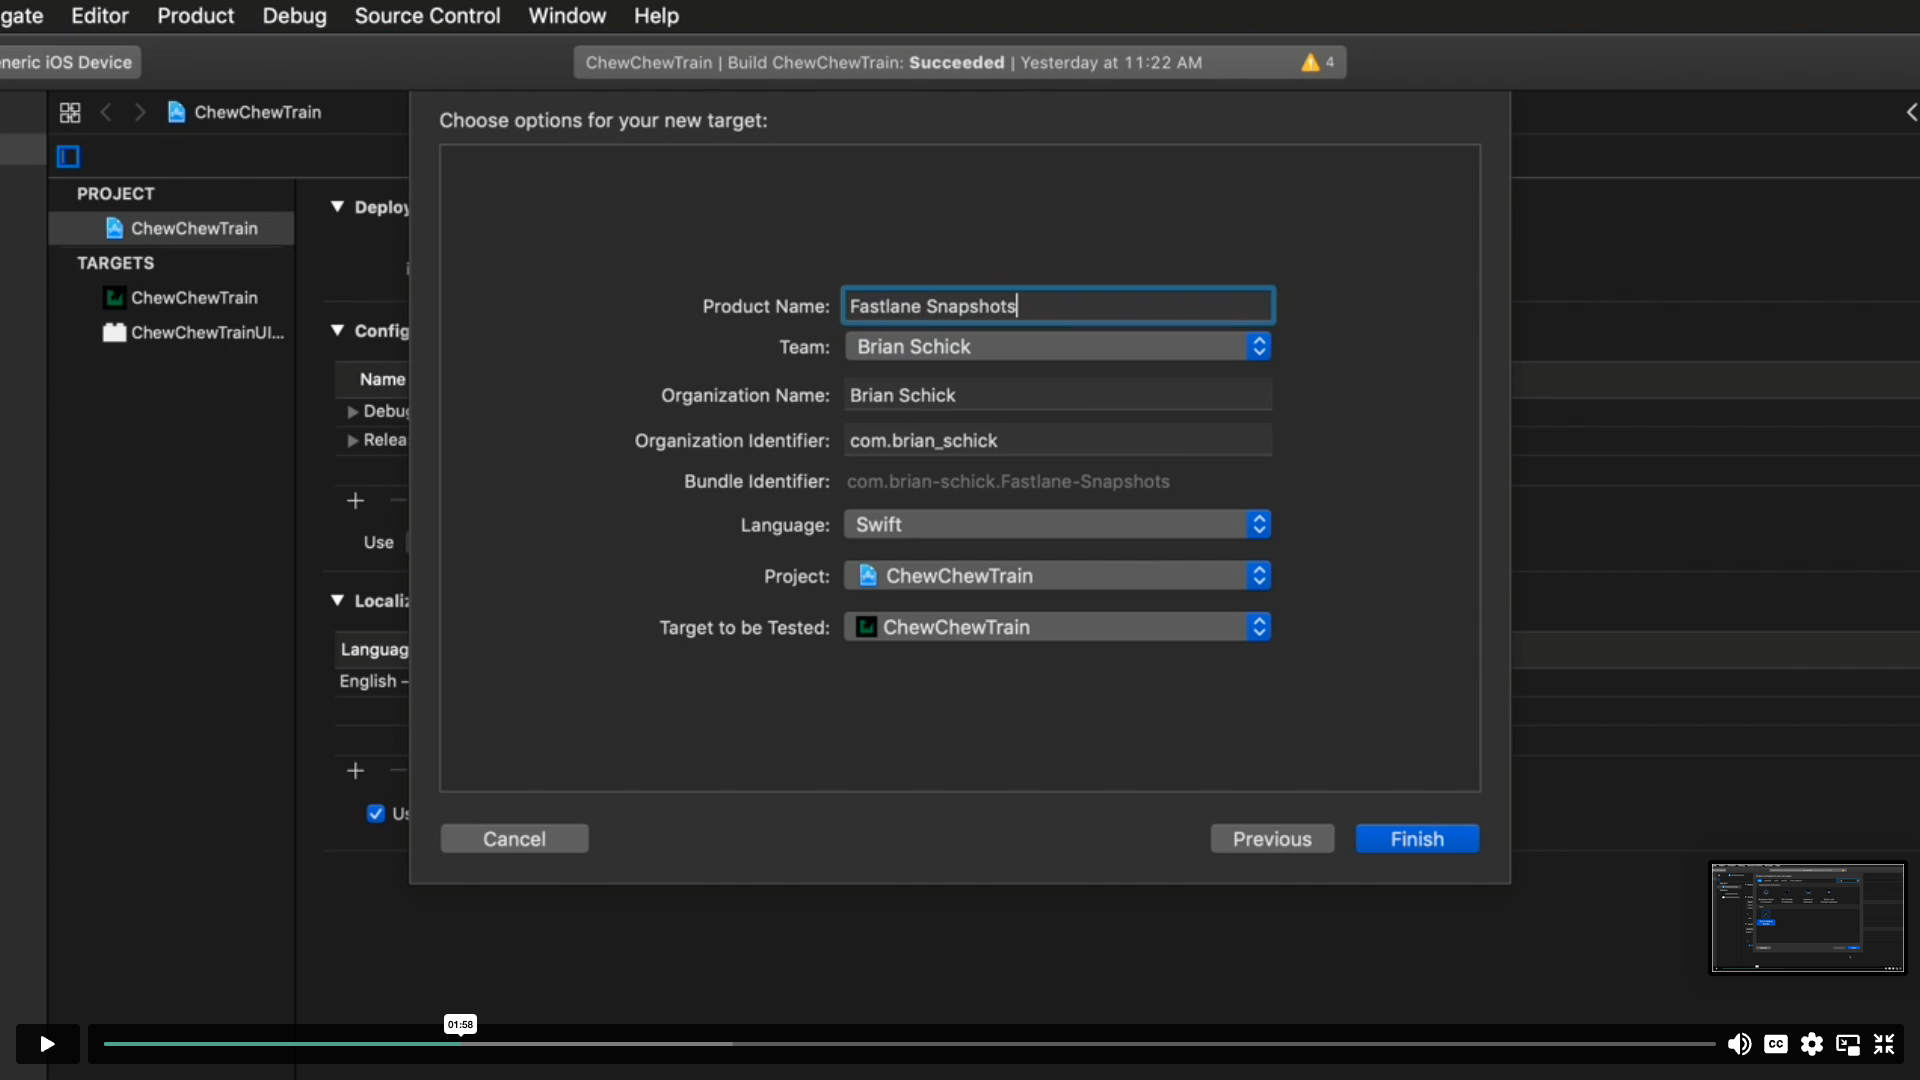 gate Editor Product Debug Source Control Window Help
eneric iOS Device
ChewChewTrain | Build ChewChewTrain: Succeeded | Yesterday at 11:22 AM 4
ChewChewTrain
Choose options for your new target:
PROJECT
ChewChewTrain
TARGETS
ChewChewTrain
ChewChewTrainUI...
Deploy
Config
Name
Debug
Relea
Use
Localiz
Languag
English –
Us
Product Name: Fastlane Snapshots
Team: Brian Schick
Organization Name: Brian Schick
Organization Identifier: com.brian_schick
Bundle Identifier: com.brian-schick.Fastlane-Snapshots
Language: Swift
Project: ChewChewTrain
Target to be Tested: ChewChewTrain
Cancel Previous Finish
01:58
CC